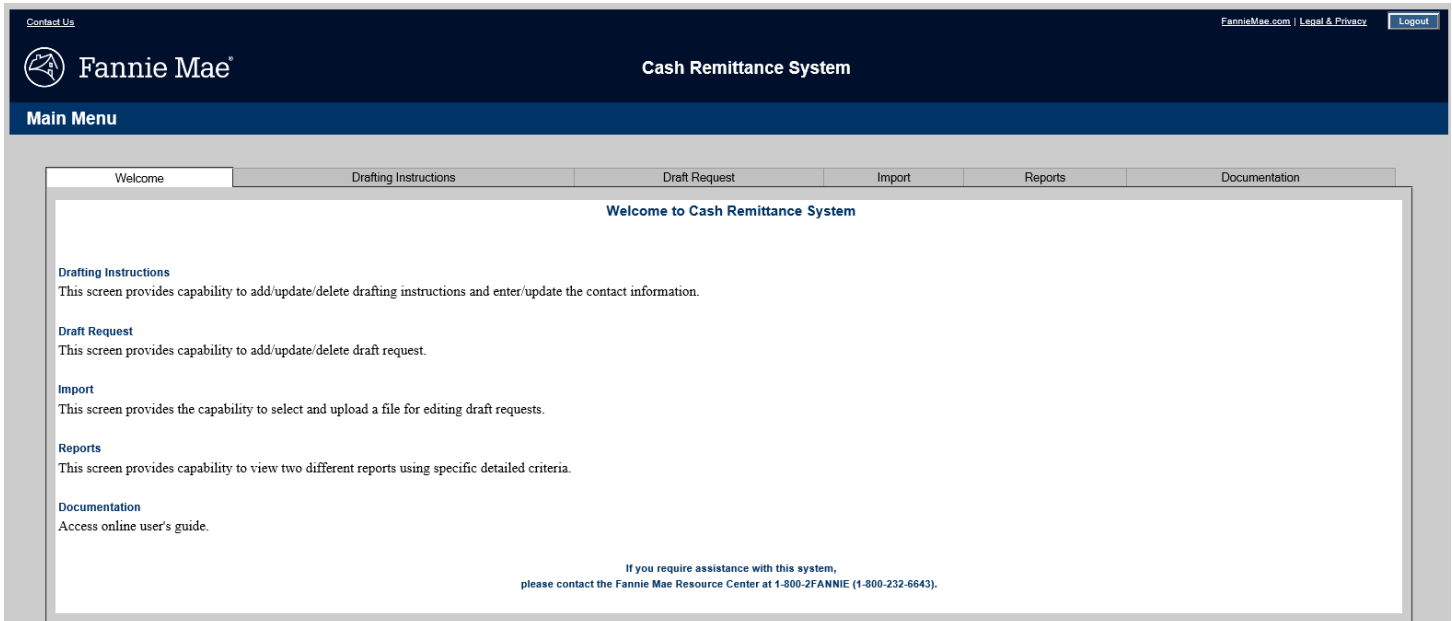 Contact Us
FannieMae.com | Legal & Privacy
Logout
Fannie Mae®
Cash Remittance System
Main Menu
Welcome
Drafting Instructions
Draft Request
Import
Reports
Documentation
Welcome to Cash Remittance System
Drafting Instructions
This screen provides capability to add/update/delete drafting instructions and enter/update the contact information.
Draft Request
This screen provides capability to add/update/delete draft request.
Import
This screen provides the capability to select and upload a file for editing draft requests.
Reports
This screen provides capability to view two different reports using specific detailed criteria.
Documentation
Access online user's guide.
If you require assistance with this system,
please contact the Fannie Mae Resource Center at 1-800-2FANNIE (1-800-232-6643).